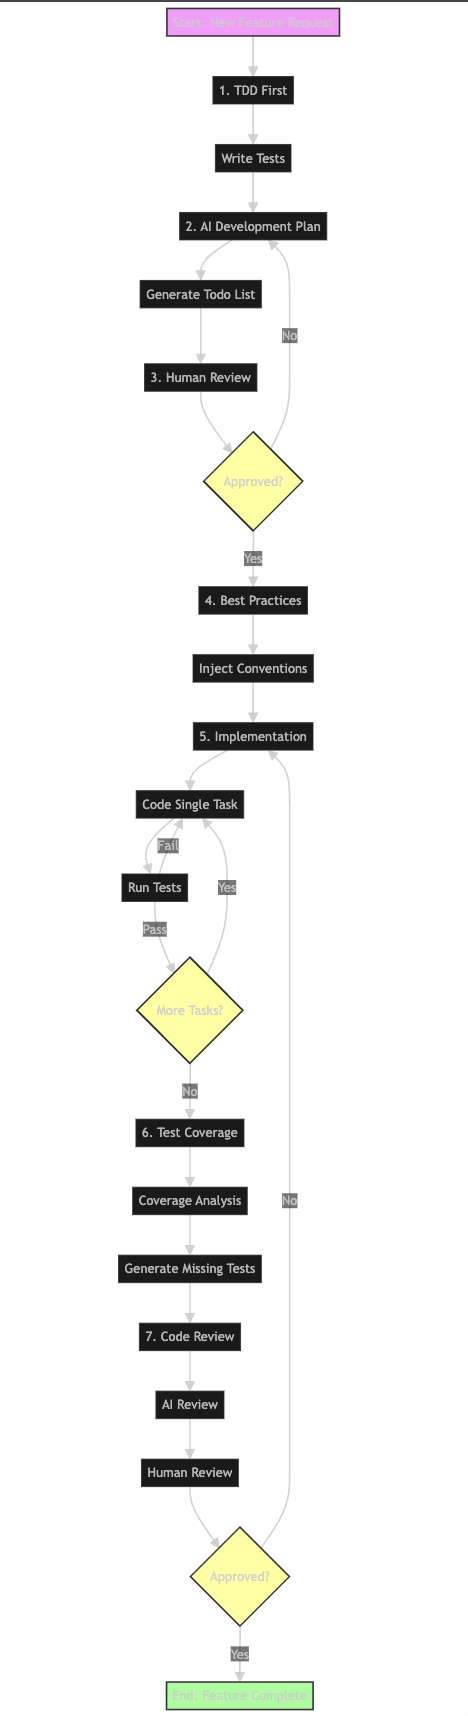 Start: New Feature Request
1. TDD First
Write Tests
2. AI Development Plan
Generate Todo List
No
3. Human Review
Approved?
Yes
4. Best Practices
Inject Conventions
5. Implementation
Code Single Task
Fail
Run Tests
Yes
Pass
More Tasks?
No
6. Test Coverage
Coverage Analysis
No
Generate Missing Tests
7. Code Review
AI Review
Human Review
Approved?
Yes
End: Feature Complete